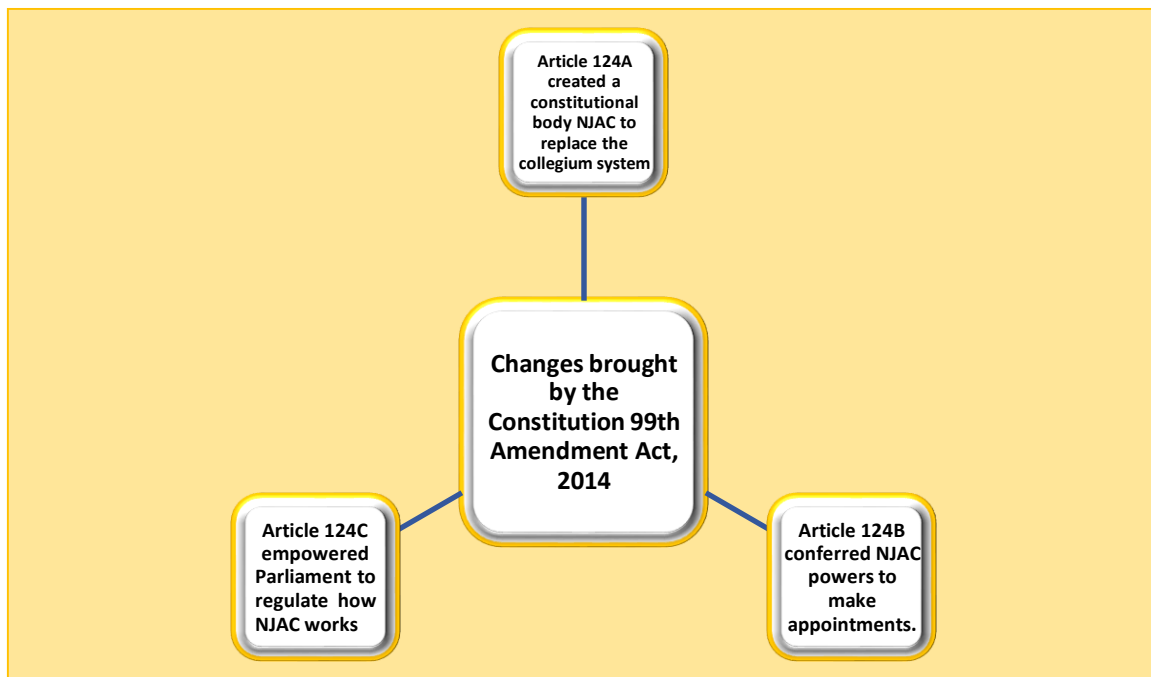 Article 124A
created a
constitutional
body NJAC to
replace the
collegium system
Changes brought
by the
Constitution 99th
Amendment Act,
2014
Article 124C
empowered
Parliament to
regulate how
NJAC works
Article 124B
conferred NJAC
powers to
make
appointments.